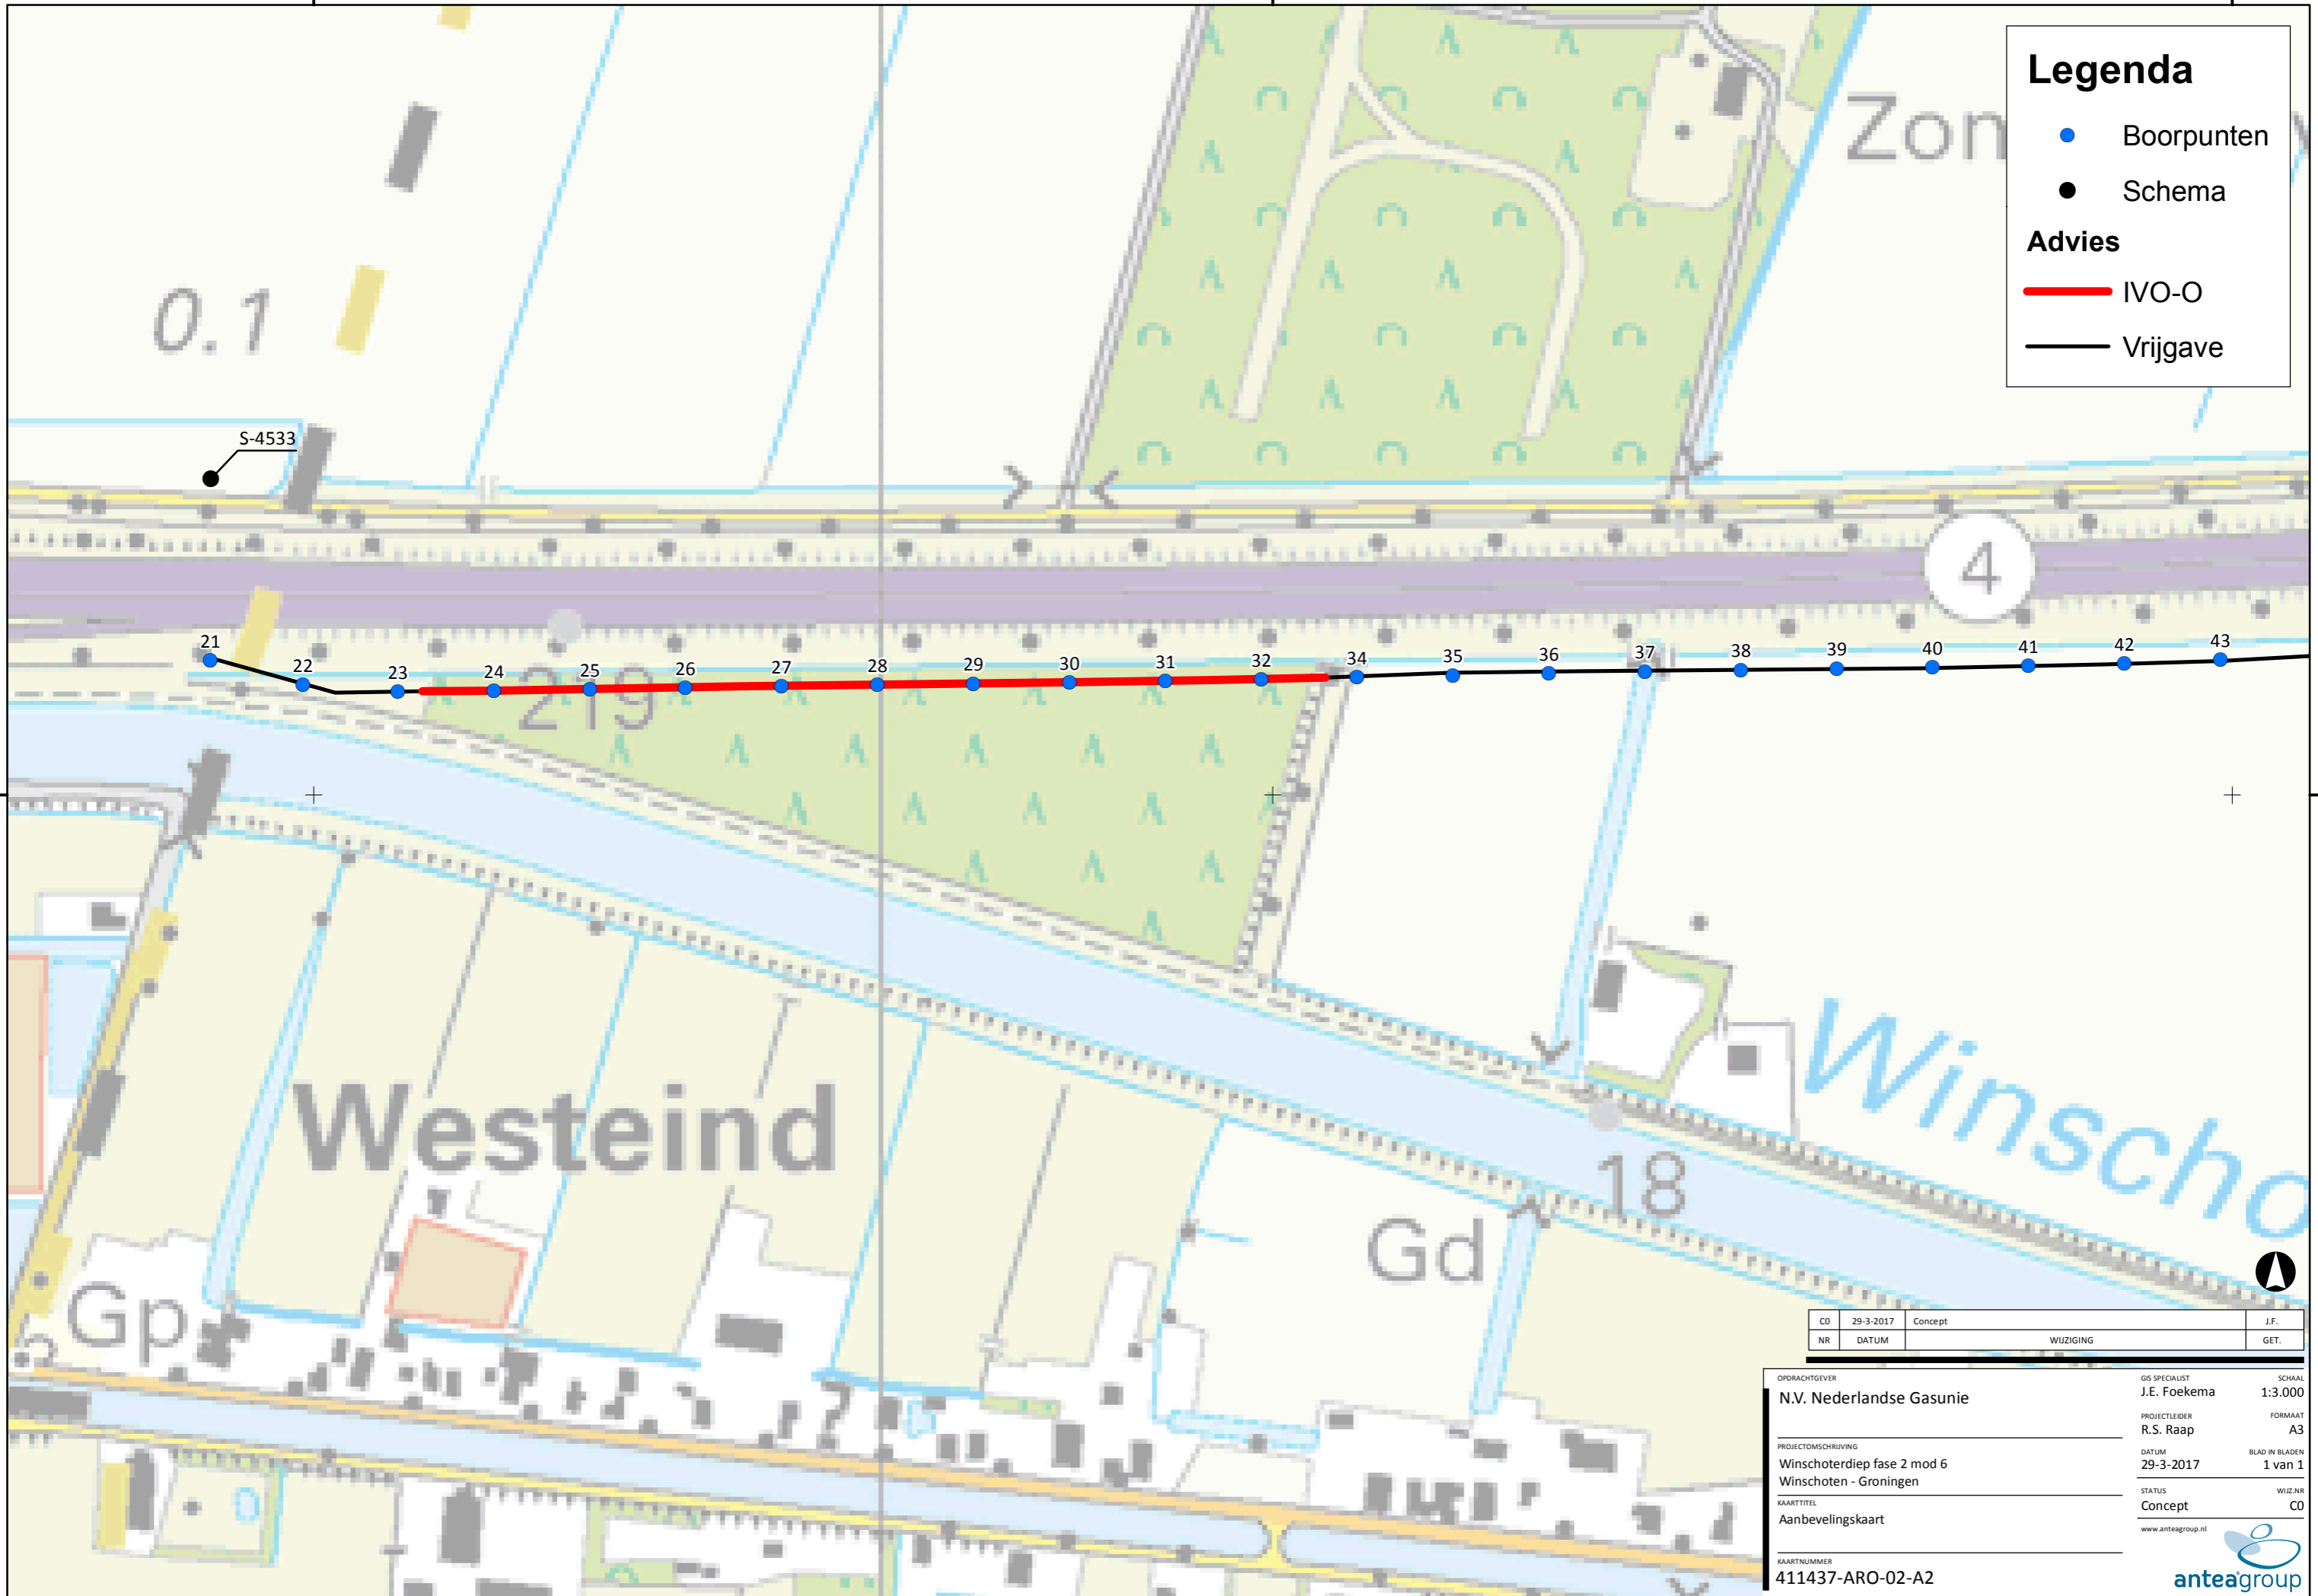 Legenda
Boorpunten
Schema
Advies
IVO-O
Vrijgave
Zon
0.1
S-4533
4
21 22 23 24 25 26 27 28 29 30 31 32 34 35 36 37 38 39 40 41 42 43
219
Westeind
Winscho
18
Gd
Gp
C0 29-3-2017 Concept J.F.
NR DATUM WIJZIGING GET.
OPDRACHTGEVER
N.V. Nederlandse Gasunie
PROJECTOMSCHRIJVING
Winschoterdiep fase 2 mod 6
Winschoten - Groningen
KAARTTITEL
Aanbevelingskaart
KAARTNUMMER
411437-ARO-02-A2
GIS SPECIALIST SCHAAL
J.E. Foekema 1:3.000
PROJECTLEIDER FORMAAT
R.S. Raap A3
DATUM BLAD IN BLADEN
29-3-2017 1 van 1
STATUS WIJZ.NR
Concept C0
www.anteagroup.nl
anteagroup